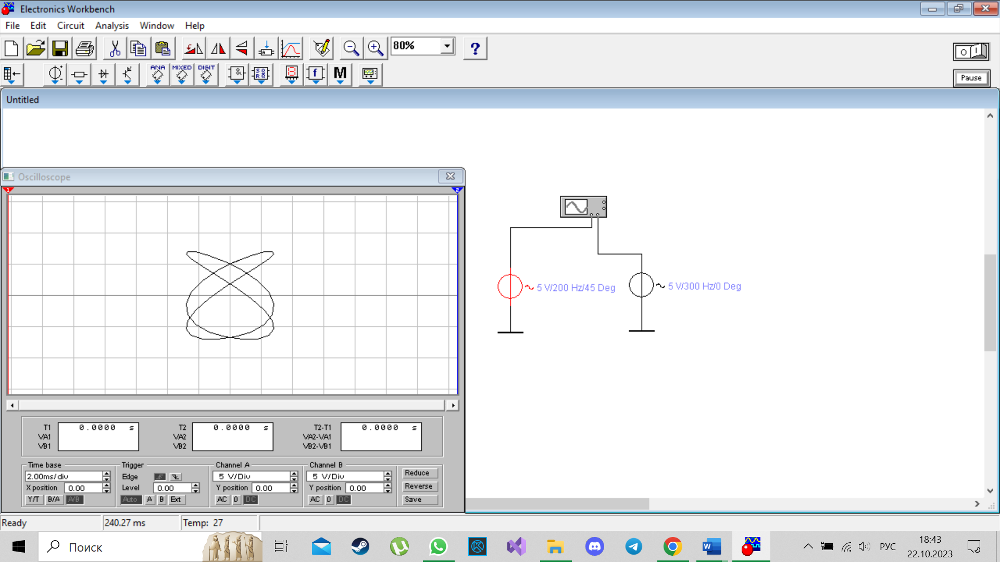 Electronics Workbench
File Edit Circuit Analysis Window Help
80%
?
ANA MIXED DIGIT
f M
Pause
Untitled
Oscilloscope
1 2
5 V/200 Hz/45 Deg
5 V/300 Hz/0 Deg
T1 0.0000 s T2 0.0000 s T2-T1 0.0000 s
VA1 VA2 VA2-VA1
VB1 VB2 VB2-VB1
Time base Trigger Channel A Channel B
2.00ms/div Edge 5 V/Div 5 V/Div Reduce
X position 0.00 Level 0.00 Y position 0.00 Y position 0.00 Reverse
Y/T B/A A/B Auto A B Ext AC 0 DC AC 0 DC Save
Ready 240.27 ms Temp: 27
Поиск
РУС
18:43
22.10.2023